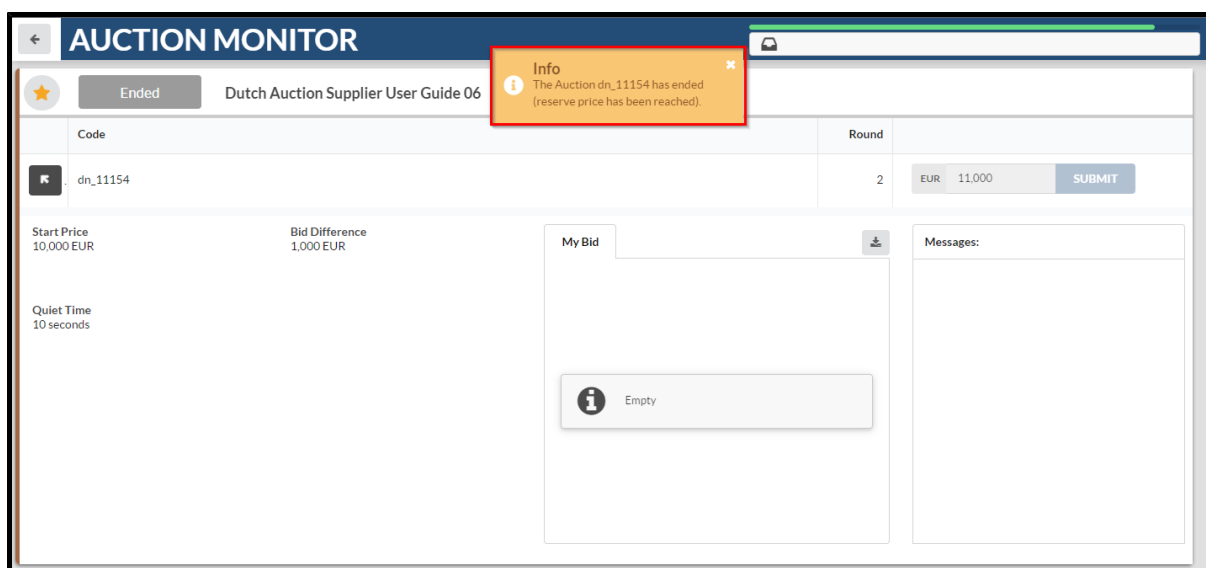 AUCTION MONITOR
Info
The Auction dn_11154 has ended
(reserve price has been reached).
Ended
Dutch Auction Supplier User Guide 06
Code
Round
dn_11154
2
EUR
11,000
SUBMIT
Start Price
10,000 EUR
Bid Difference
1,000 EUR
Quiet Time
10 seconds
My Bid
Empty
Messages: